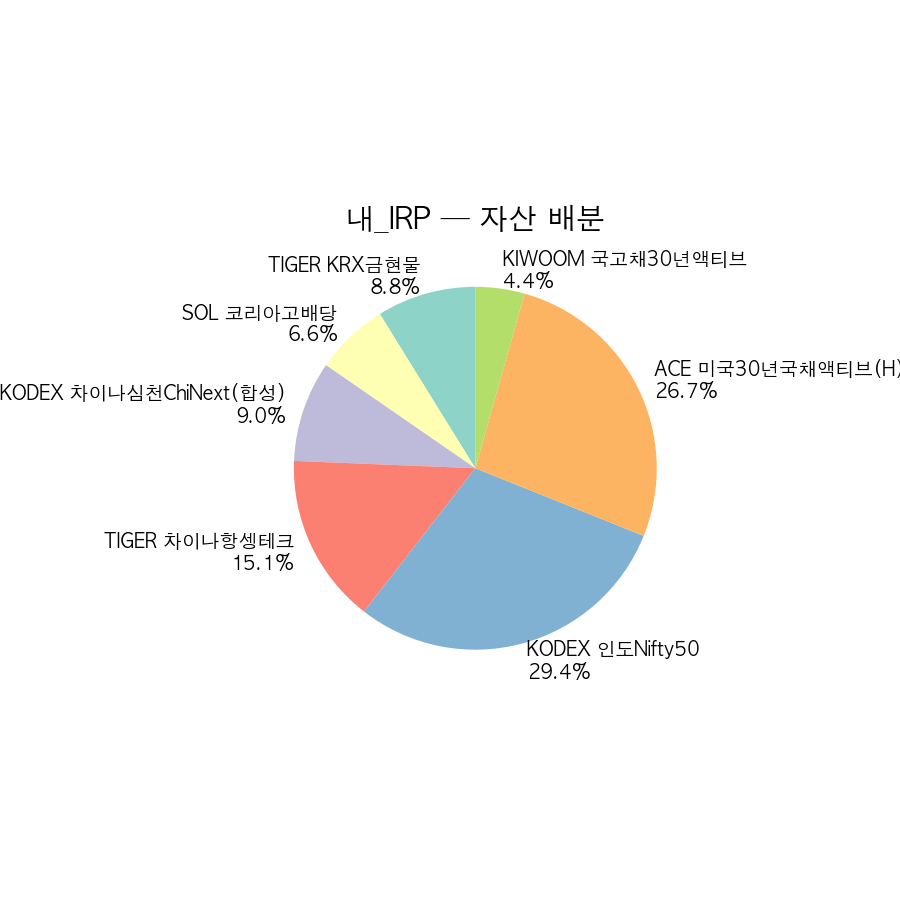 내_IRP — 자산 배분
KIWOOM 국고채30년액티브
4.4%
ACE 미국30년국채액티브(H)
26.7%
KODEX 인도Nifty50
29.4%
TIGER 차이나항셍테크
15.1%
KODEX 차이나심천ChiNext(합성)
9.0%
SOL 코리아고배당
6.6%
TIGER KRX금현물
8.8%